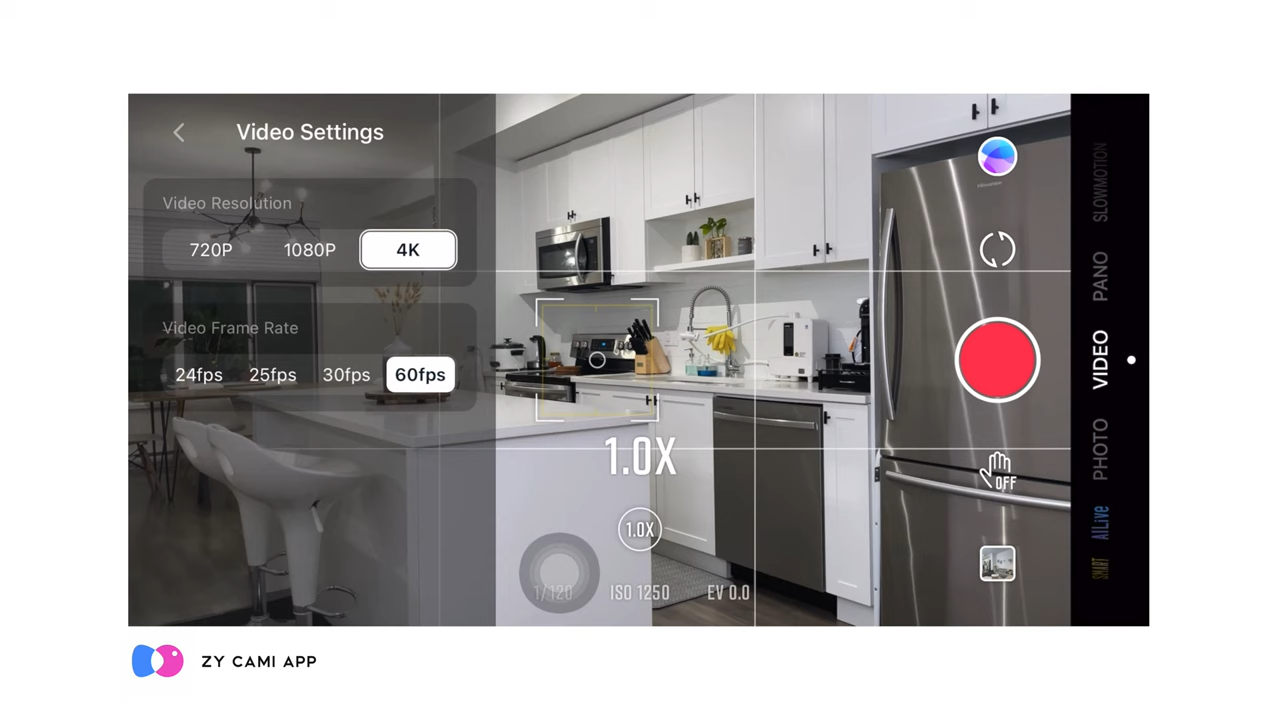 Video Settings
Video Resolution
720P 1080P 4K
Video Frame Rate
24fps 25fps 30fps 60fps
1.0X
1.0X
1/120 ISO 1250 EV 0.0
OFF
SLOWMOTION
PANO
VIDEO
PHOTO
AILive
SMART
ZY CAMI APP